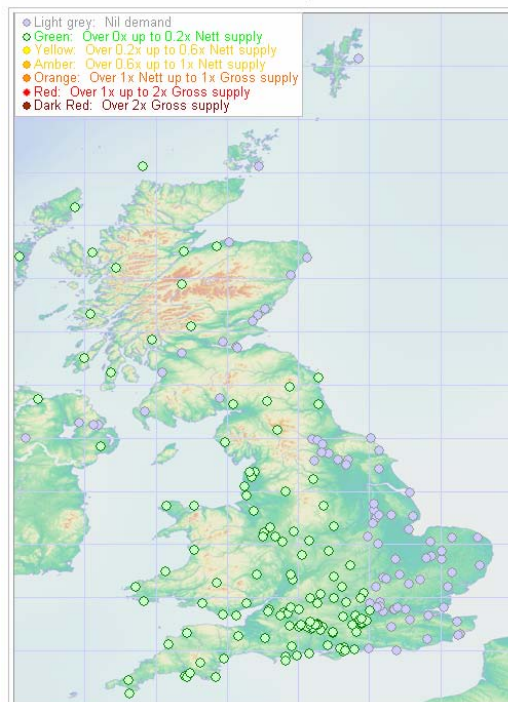 Light grey: Nil demand
Green: Over 0x up to 0.2x Nett supply
Yellow: Over 0.2x up to 0.6x Nett supply
Amber: Over 0.6x up to 1x Nett supply
Orange: Over 1x Nett up to 1x Gross supply
Red: Over 1x up to 2x Gross supply
Dark Red: Over 2x Gross supply